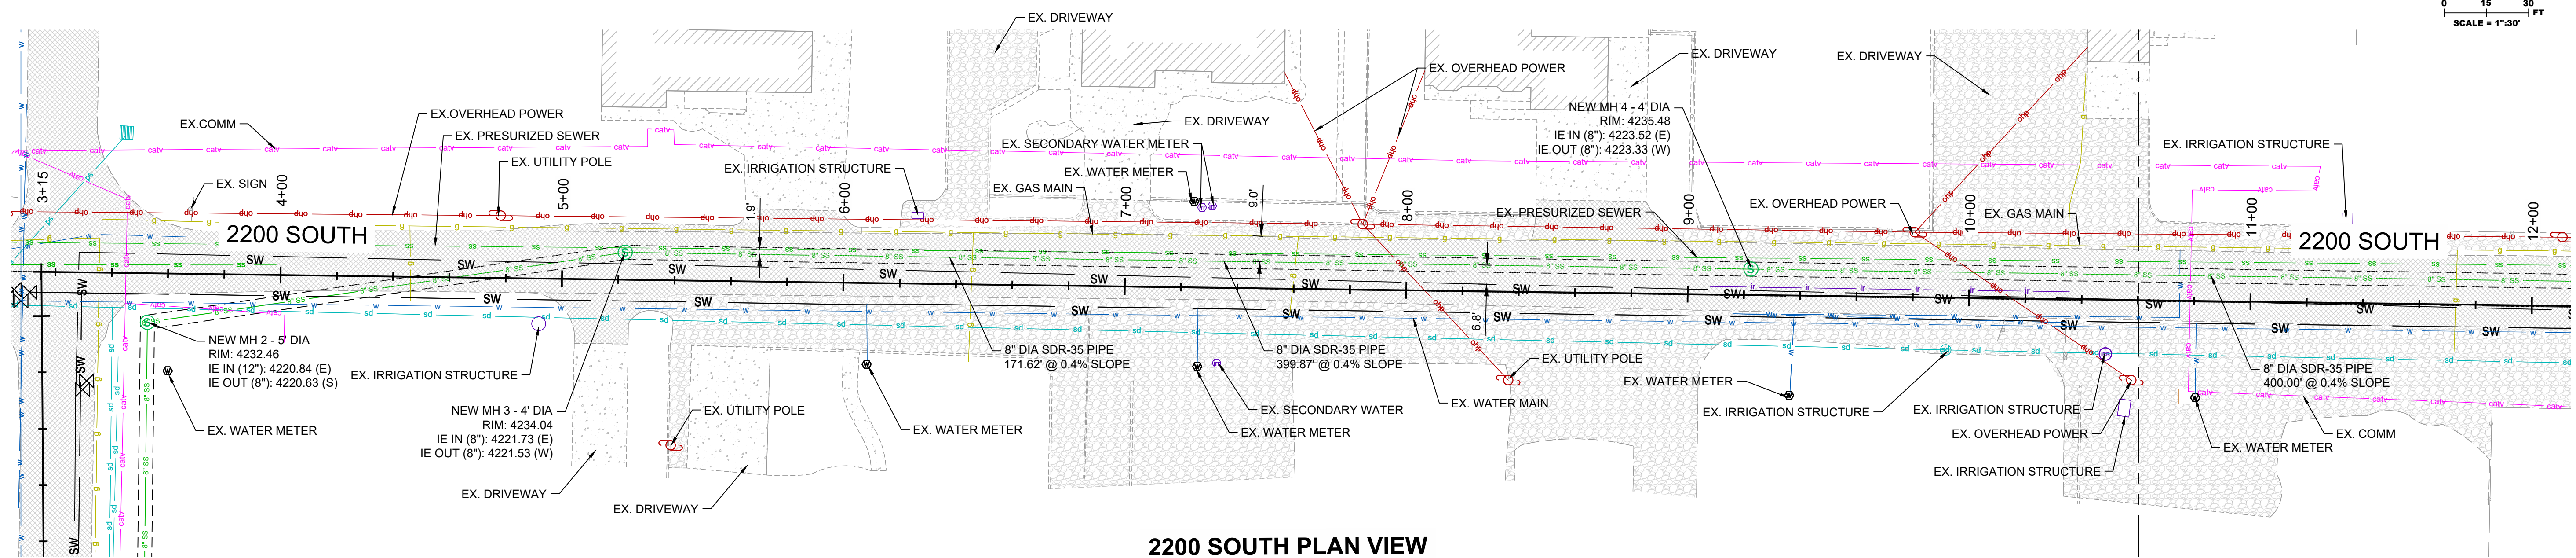 0 15 30 FT
SCALE = 1":30'
EX. DRIVEWAY
EX. DRIVEWAY
EX. DRIVEWAY
EX. OVERHEAD POWER
EX.COMM
EX.OVERHEAD POWER
EX. PRESURIZED SEWER
EX. UTILITY POLE
EX. SIGN
EX. IRRIGATION STRUCTURE
EX. DRIVEWAY
EX. SECONDARY WATER METER
EX. WATER METER
EX. GAS MAIN
NEW MH 4 - 4' DIA
RIM: 4235.48
IE IN (8"): 4223.52 (E)
IE OUT (8"): 4223.33 (W)
EX. PRESURIZED SEWER
EX. OVERHEAD POWER
EX. GAS MAIN
EX. IRRIGATION STRUCTURE
3+15
4+00
5+00
6+00
7+00
8+00
9+00
10+00
11+00
12+00
1.9'
9.0'
6.8'
2200 SOUTH
2200 SOUTH
NEW MH 2 - 5' DIA
RIM: 4232.46
IE IN (12"): 4220.84 (E)
IE OUT (8"): 4220.63 (S)
EX. WATER METER
EX. IRRIGATION STRUCTURE
NEW MH 3 - 4' DIA
RIM: 4234.04
IE IN (8"): 4221.73 (E)
IE OUT (8"): 4221.53 (W)
EX. DRIVEWAY
EX. DRIVEWAY
EX. UTILITY POLE
EX. WATER METER
8" DIA SDR-35 PIPE
171.62' @ 0.4% SLOPE
8" DIA SDR-35 PIPE
399.87' @ 0.4% SLOPE
EX. SECONDARY WATER
EX. WATER METER
EX. WATER MAIN
EX. UTILITY POLE
EX. WATER METER
EX. IRRIGATION STRUCTURE
EX. IRRIGATION STRUCTURE
EX. OVERHEAD POWER
EX. IRRIGATION STRUCTURE
8" DIA SDR-35 PIPE
400.00' @ 0.4% SLOPE
EX. COMM
EX. WATER METER
2200 SOUTH PLAN VIEW